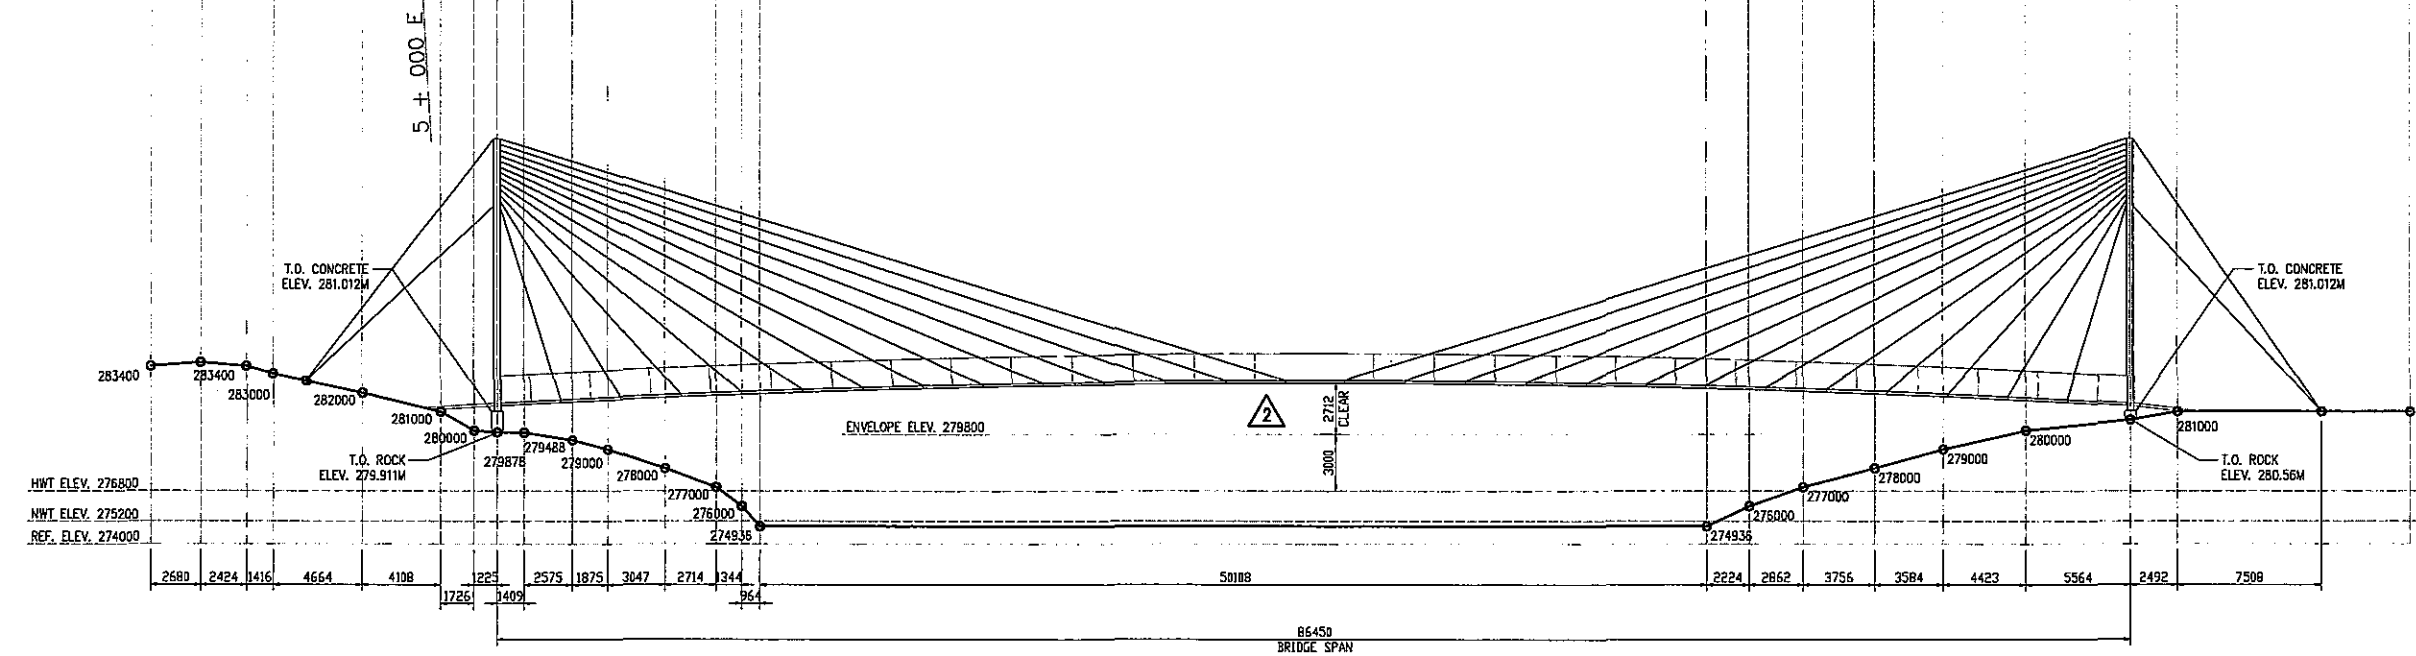 5 + 000 E
T.O. CONCRETE
ELEV. 281.012M
T.O. CONCRETE
ELEV. 281.012M
283400
283400
283000
282000
281000
280000
279878
279488
279000
278000
277000
276000
274936
2712
CLEAR
3000
2
ENVELOPE ELEV. 279800
T.O. ROCK
ELEV. 279.911M
281000
280000
279000
278000
277000
276000
274936
T.O. ROCK
ELEV. 280.56M
HWT ELEV. 276800
NWT ELEV. 275200
REF. ELEV. 274000
2680 2424 1416 4664 4108 1225 2575 1875 3047 2714 1344 50108 2224 2862 3756 3584 4423 5564 2492 7508
1726 1409 964
86450
BRIDGE SPAN